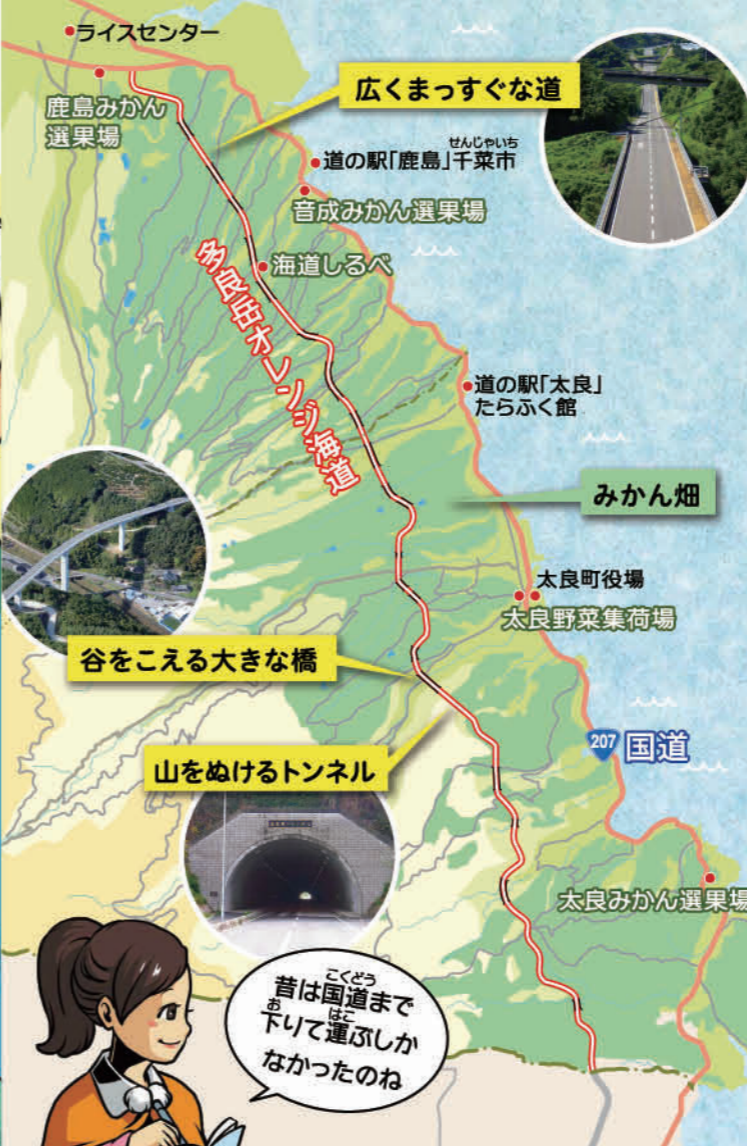 ライスセンター
鹿島みかん
選果場
広くまっすぐな道
せんじゃいち
道の駅「鹿島」千菜市
音成みかん選果場
海道しるべ
多良岳オレンジ海道
道の駅「太良」
たらふく館
みかん畑
太良町役場
太良野菜集荷場
谷をこえる大きな橋
207 国道
山をぬけるトンネル
太良みかん選果場
こくどう
昔は国道まで
お はこ
下りて運ぶしか
なかったのね